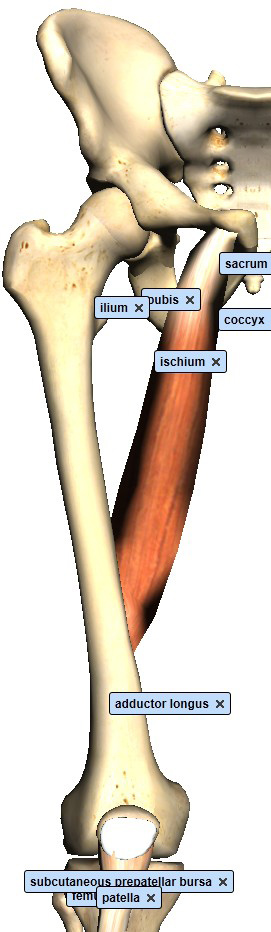 sacrum
ilium ✕
pubis ✕
coccyx
ischium ✕
adductor longus ✕
subcutaneous prepatellar bursa ✕
patella ✕